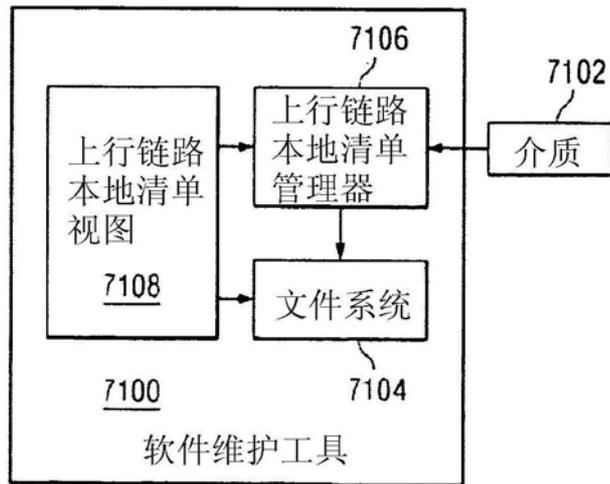 7106
7102
上行链路
本地清单
管理器
介质
上行链路
本地清单
视图
7108
文件系统
7104
7100
软件维护工具